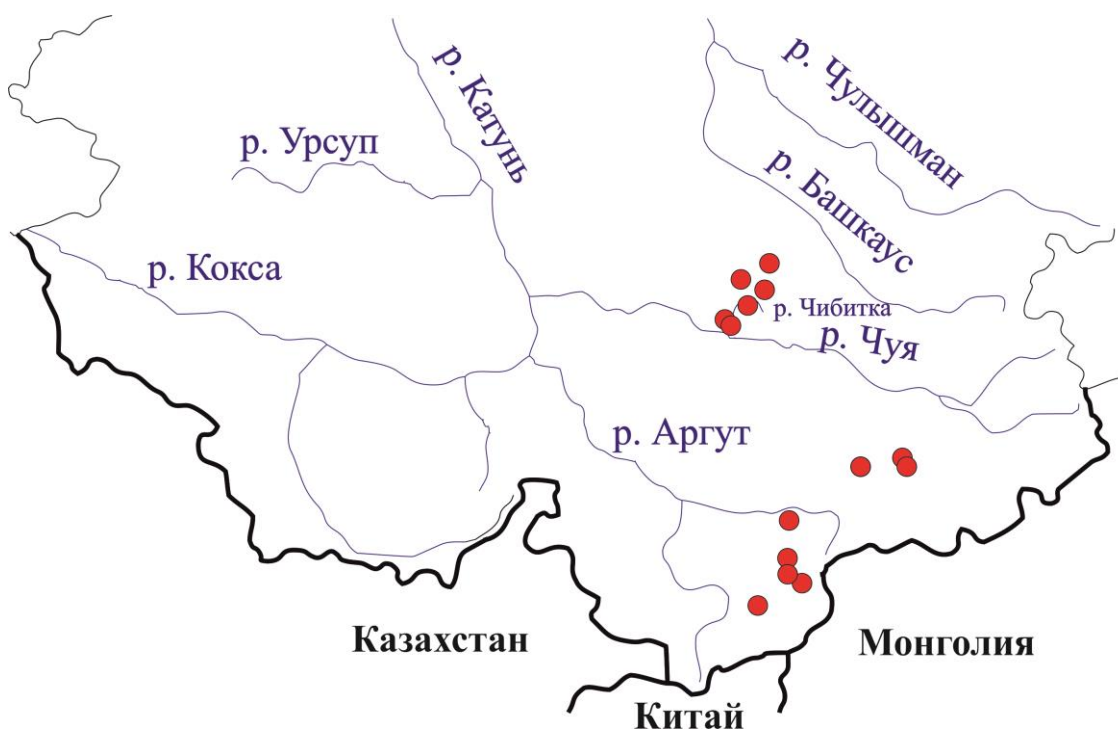 р. Катунь
р. Чулышман
р. Урсуп
р. Башкаус
р. Кокса
р. Чибитка
р. Чуя
р. Аргут
Казахстан
Монголия
Китай